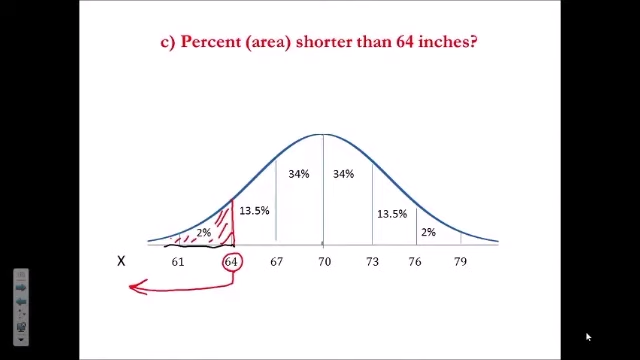 c) Percent (area) shorter than 64 inches?
34% 34%
13.5% 13.5%
2% 2%
X 61 64 67 70 73 76 79